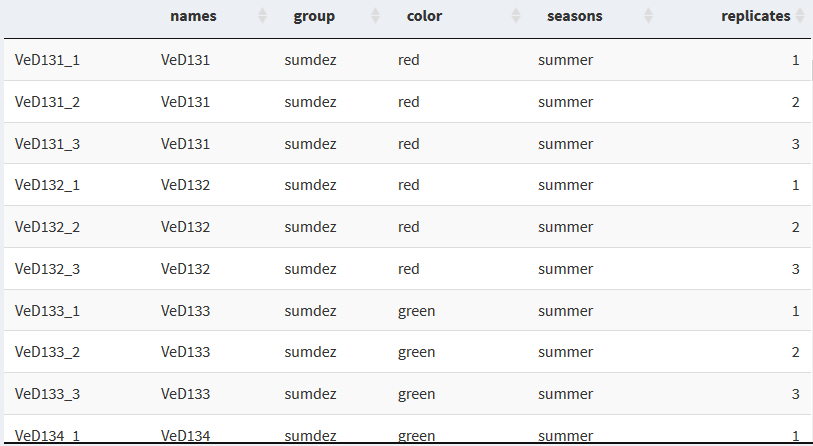 names group color seasons replicates
VeD131_1 VeD131 sumdez red summer 1
VeD131_2 VeD131 sumdez red summer 2
VeD131_3 VeD131 sumdez red summer 3
VeD132_1 VeD132 sumdez red summer 1
VeD132_2 VeD132 sumdez red summer 2
VeD132_3 VeD132 sumdez red summer 3
VeD133_1 VeD133 sumdez green summer 1
VeD133_2 VeD133 sumdez green summer 2
VeD133_3 VeD133 sumdez green summer 3
VeD134_1 VeD134 sumdez green summer 1